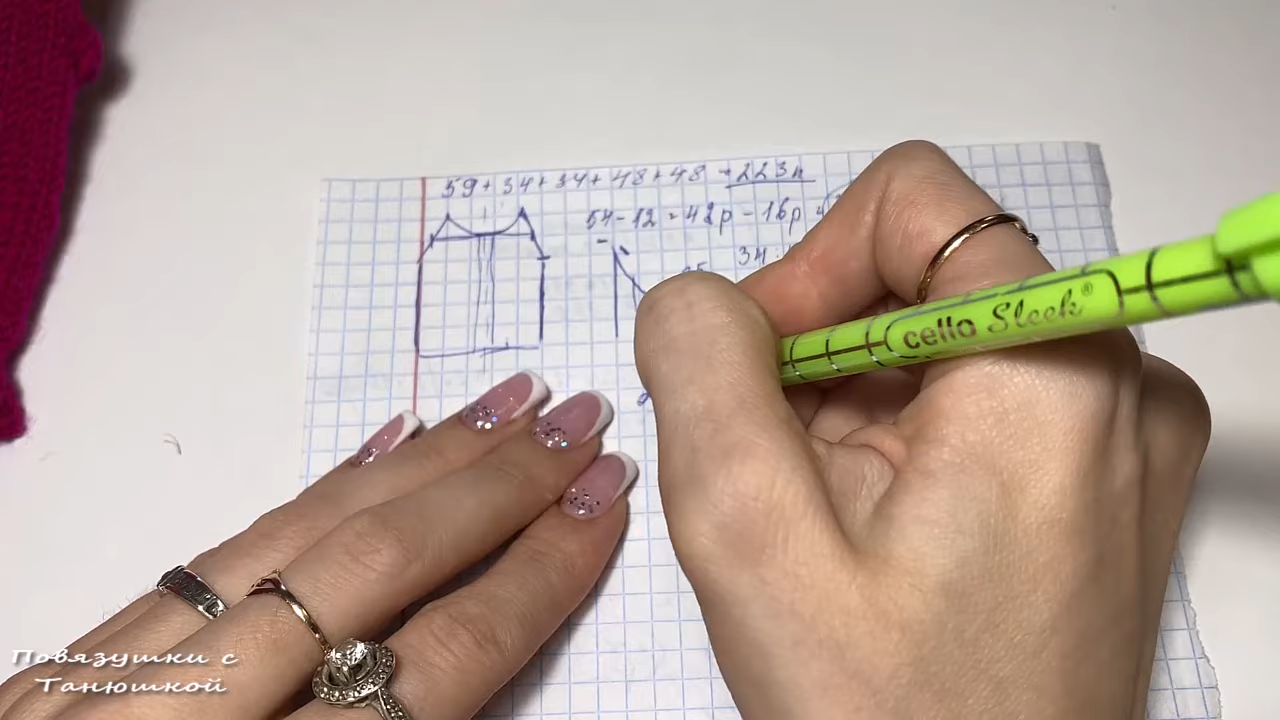 59+34+34+48+48 = 223п
54-12 = 42р - 16р
34
cello Sleek®
Повязушки с
Танюшкой